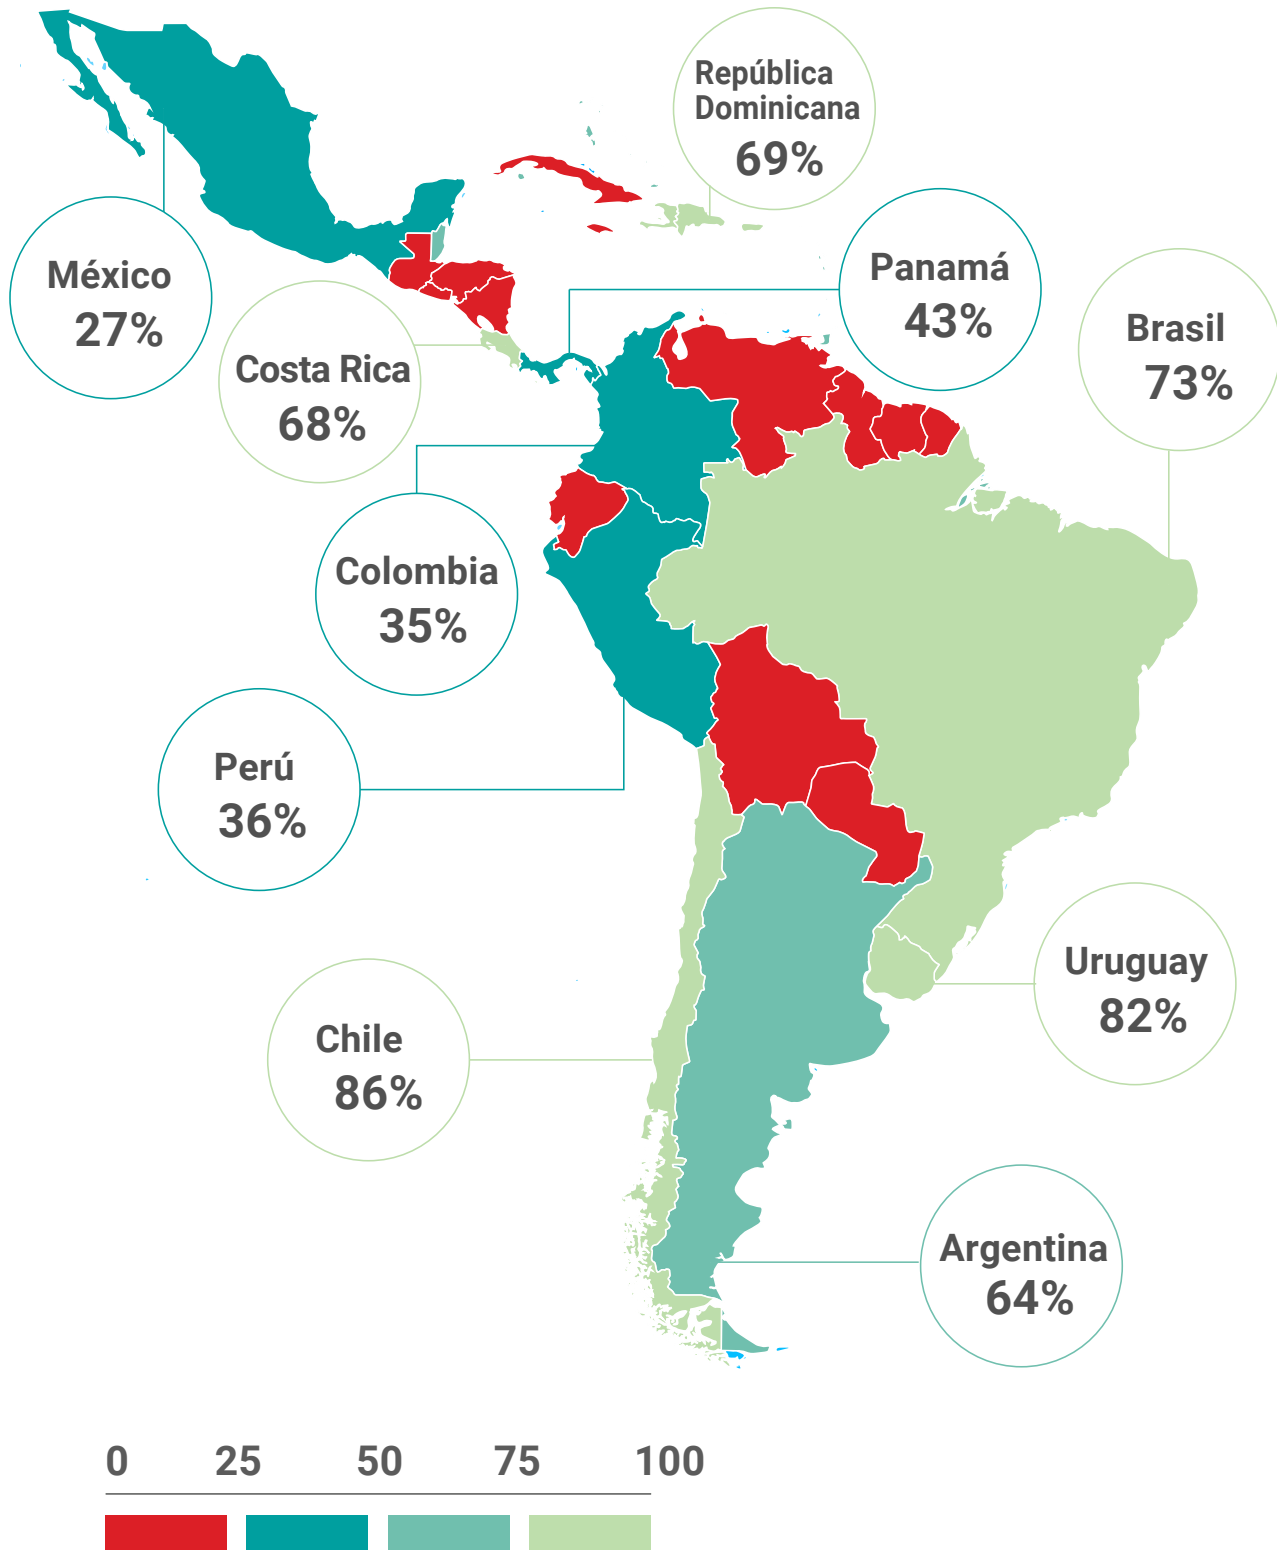 República
Dominicana
69%
México
27%
Panamá
43%
Costa Rica
68%
Brasil
73%
Colombia
35%
Perú
36%
Uruguay
82%
Chile
86%
Argentina
64%
0 25 50 75 100